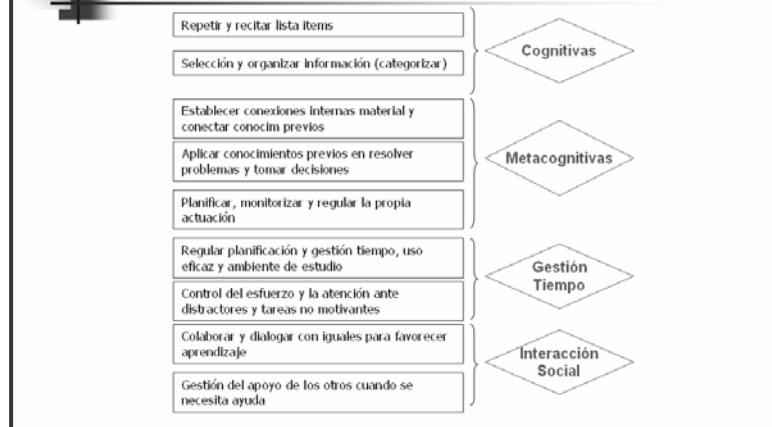 Repetir y recitar lista items
Cognitivas
Selección y organizar información (categorizar)
Establecer conexiones internas material y
conectar conocim previos
Aplicar conocimientos previos en resolver
problemas y tomar decisiones
Metacognitivas
Planificar, monitorizar y regular la propia
actuación
Regular planificación y gestión tiempo, uso
eficaz y ambiente de estudio
Gestión
Tiempo
Control del esfuerzo y la atención ante
distractores y tareas no motivantes
Colaborar y dialogar con iguales para favorecer
aprendizaje
Interacción
Social
Gestión del apoyo de los otros cuando se
necesita ayuda